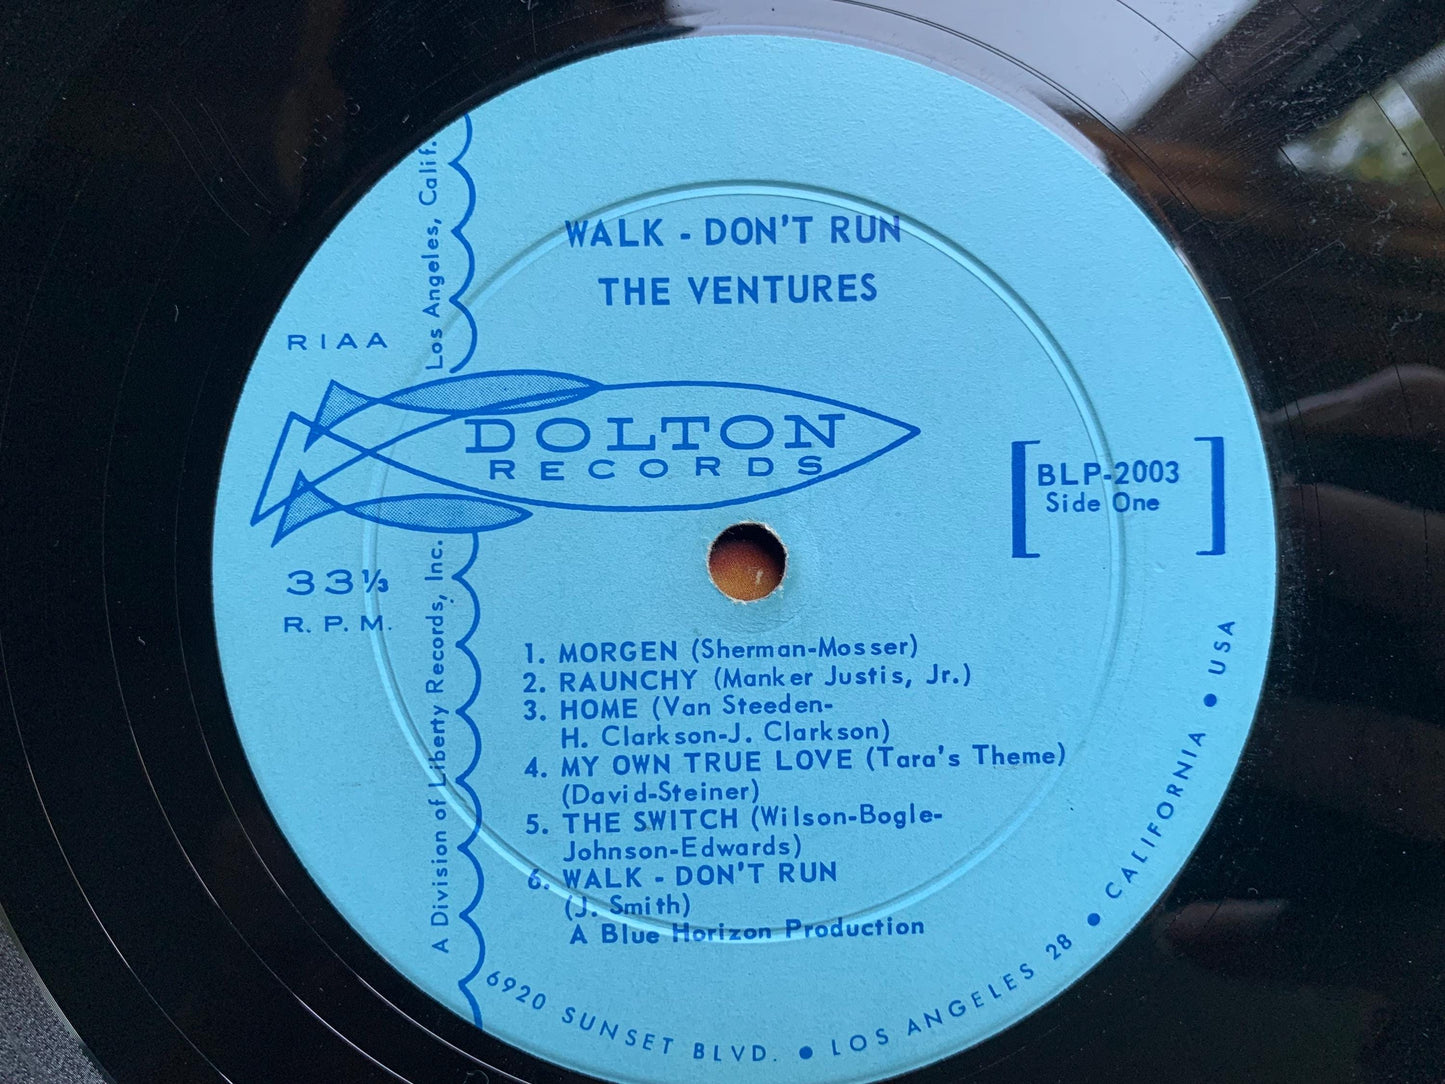 WALK - DON'T RUN
THE VENTURES
RIAA
DOLTON
RECORDS
BLP-2003
Side One
33⅓
R. P. M.
A Division of Liberty Records, Inc. Los Angeles, Calif.
1. MORGEN (Sherman-Mosser)
2. RAUNCHY (Manker Justis, Jr.)
3. HOME (Van Steeden-
H. Clarkson-J. Clarkson)
4. MY OWN TRUE LOVE (Tara's Theme)
(David-Steiner)
5. THE SWITCH (Wilson-Bogle-
Johnson-Edwards)
6. WALK - DON'T RUN
(J. Smith)
A Blue Horizon Production
6920 SUNSET BLVD. ● LOS ANGELES 28 ● CALIFORNIA ● USA